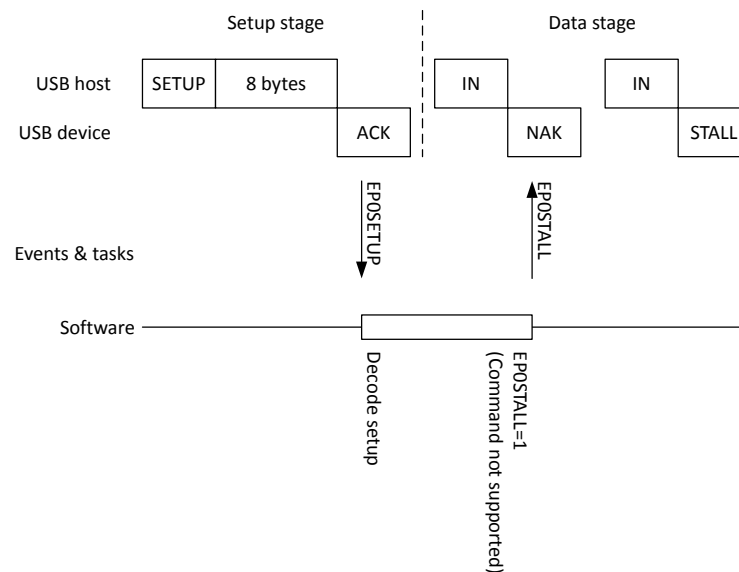 Setup stage
Data stage
USB host
SETUP
8 bytes
IN
IN
USB device
ACK
NAK
STALL
EP0SETUP
EP0STALL
Events & tasks
Software
Decode setup
EP0STALL=1
(Command not supported)